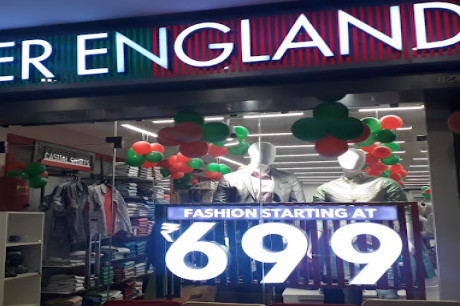 ER ENGLAND
CASUAL SHIRTS
FASHION STARTING AT
₹699